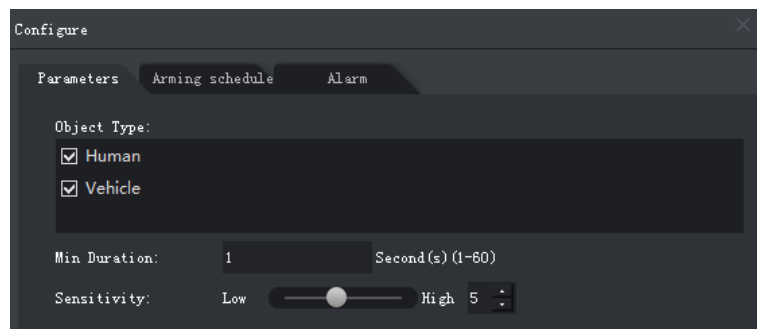 Configure
Parameters Arming schedule Alarm
Object Type:
Human
Vehicle
Min Duration: 1 Second(s)(1-60)
Sensitivity: Low High 5